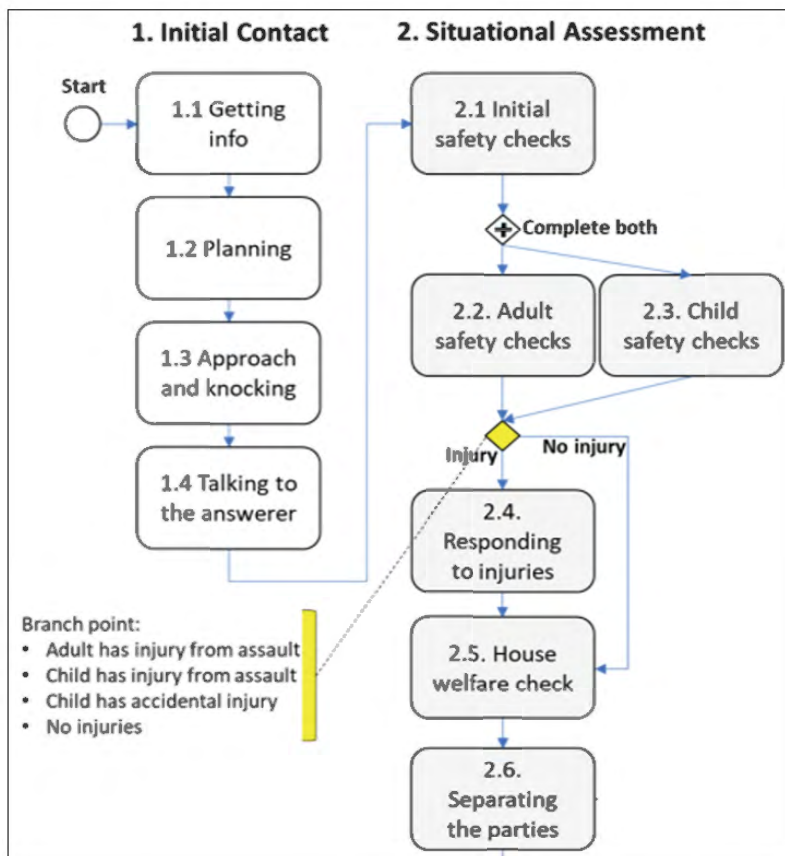 1. Initial Contact
Start
1.1 Getting
info
1.2 Planning
1.3 Approach
and knocking
1.4 Talking to
the answerer
2. Situational Assessment
2.1 Initial
safety checks
Complete both
2.2. Adult
safety checks
2.3. Child
safety checks
Injury
No injury
2.4.
Responding
to injuries
2.5. House
welfare check
2.6.
Separating
the parties
Branch point:
• Adult has injury from assault
• Child has injury from assault
• Child has accidental injury
• No injuries